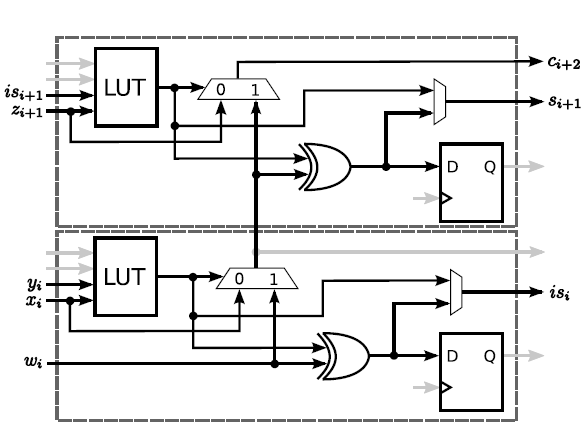 c_{i+2}
LUT
0 1
is_{i+1}
s_{i+1}
z_{i+1}
D Q
LUT
0 1
y_i
is_i
x_i
D Q
w_i